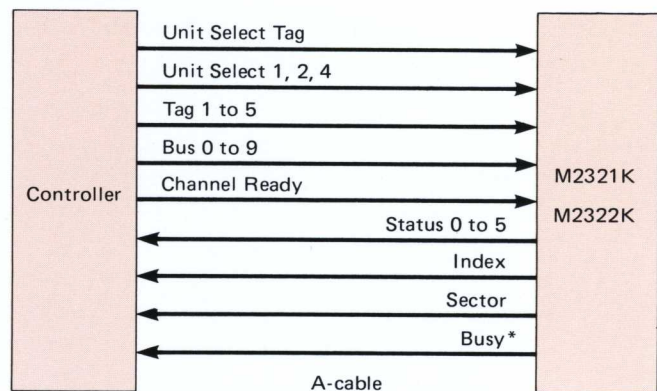 Unit Select Tag
Unit Select 1, 2, 4
Tag 1 to 5
Bus 0 to 9
Channel Ready
Controller
M2321K
M2322K
Status 0 to 5
Index
Sector
Busy*
A-cable